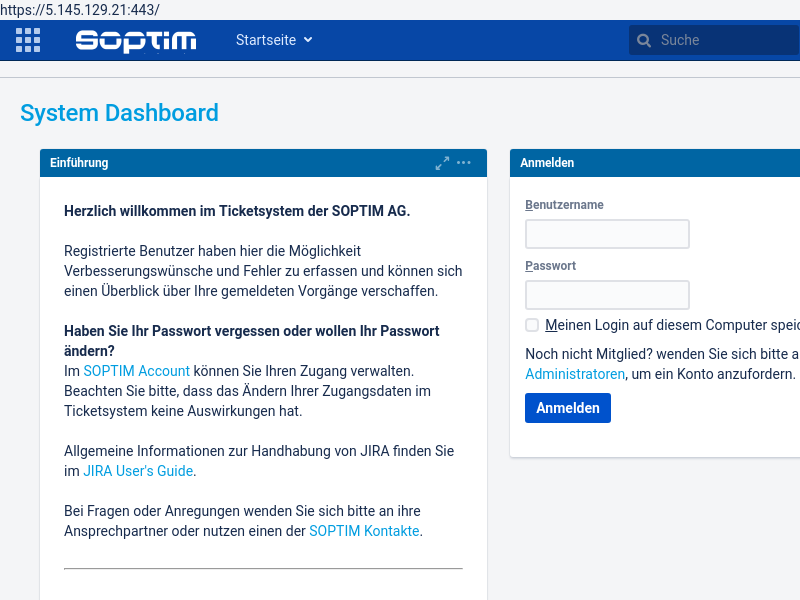 https://5.145.129.21:443/
SOPTIM
Startseite
Suche
System Dashboard
Einführung
Herzlich willkommen im Ticketsystem der SOPTIM AG.
Registrierte Benutzer haben hier die Möglichkeit
Verbesserungswünsche und Fehler zu erfassen und können sich
einen Überblick über Ihre gemeldeten Vorgänge verschaffen.
Haben Sie Ihr Passwort vergessen oder wollen Ihr Passwort
ändern?
Im SOPTIM Account können Sie Ihren Zugang verwalten.
Beachten Sie bitte, dass das Ändern Ihrer Zugangsdaten im
Ticketsystem keine Auswirkungen hat.
Allgemeine Informationen zur Handhabung von JIRA finden Sie
im JIRA User's Guide.
Bei Fragen oder Anregungen wenden Sie sich bitte an ihre
Ansprechpartner oder nutzen einen der SOPTIM Kontakte.
Anmelden
Benutzername
Passwort
Meinen Login auf diesem Computer speic
Noch nicht Mitglied? wenden Sie sich bitte a
Administratoren, um ein Konto anzufordern.
Anmelden